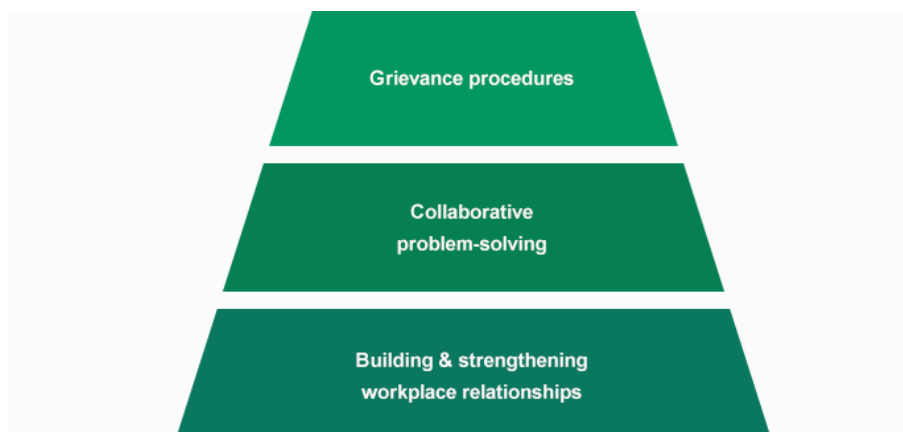 Grievance procedures
Collaborative
problem-solving
Building & strengthening
workplace relationships